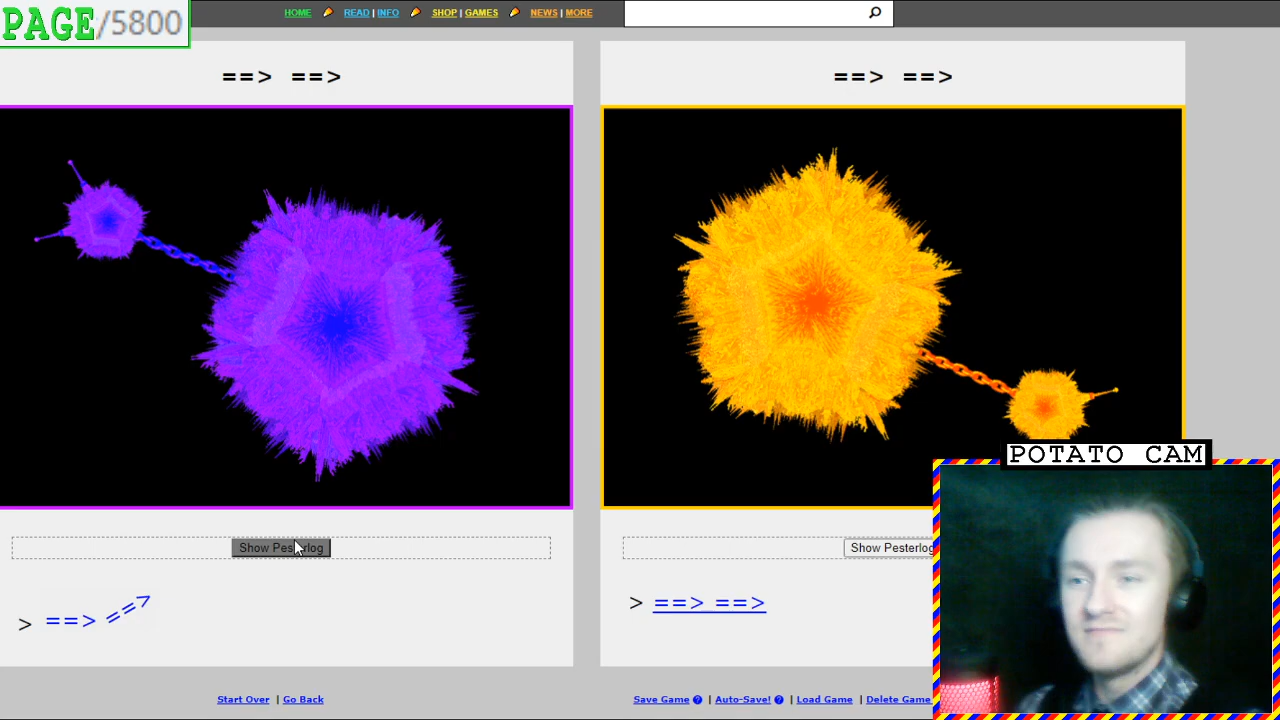 PAGE/5800
HOME READ | INFO SHOP | GAMES NEWS | MORE
==> ==>
==> ==>
Show Pesterlog
Show Pesterlog
> ==> ==>
> ==> ==>
POTATO CAM
Start Over | Go Back
Save Game ? | Auto-Save! ? | Load Game | Delete Game